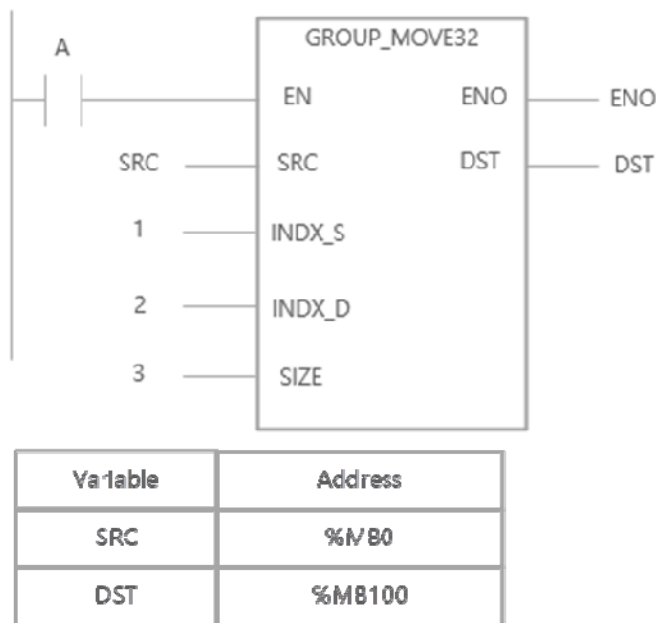 A
GROUP_MOVE32
EN ENO ENO
SRC SRC DST DST
1 INDX_S
2 INDX_D
3 SIZE
Variable Address
SRC %MB0
DST %MB100